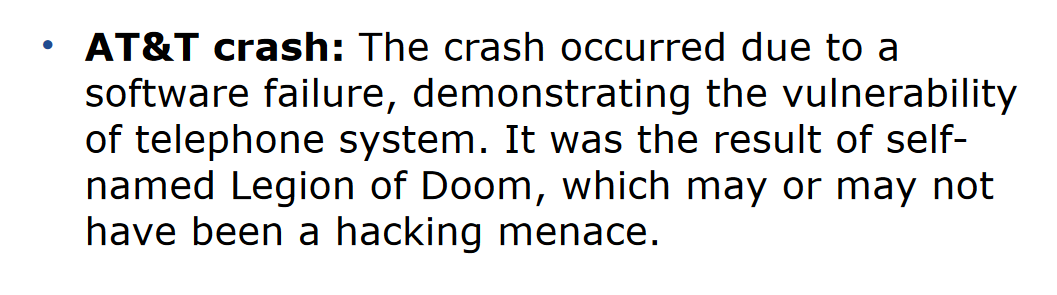 • AT&T crash: The crash occurred due to a
software failure, demonstrating the vulnerability
of telephone system. It was the result of self-
named Legion of Doom, which may or may not
have been a hacking menace.